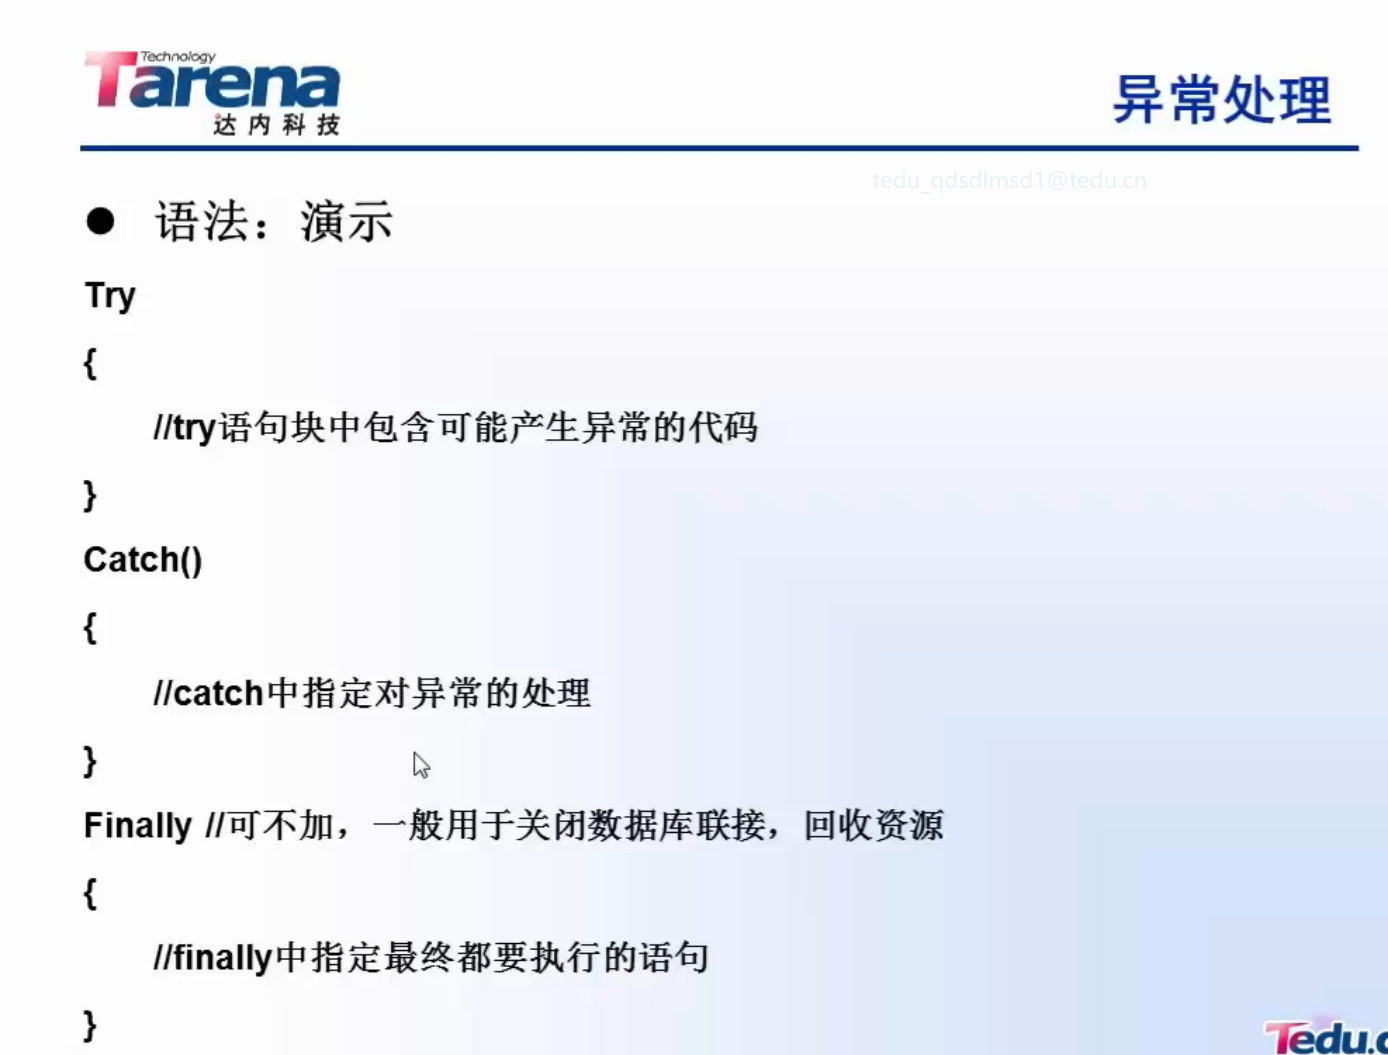 Technology
Tarena
达内科技
异常处理
tedu_qdsdlmsd1@tedu.cn
● 语法：演示
Try
{
//try语句块中包含可能产生异常的代码
}
Catch()
{
//catch中指定对异常的处理
}
Finally //可不加，一般用于关闭数据库联接，回收资源
{
//finally中指定最终都要执行的语句
}
Tedu.c